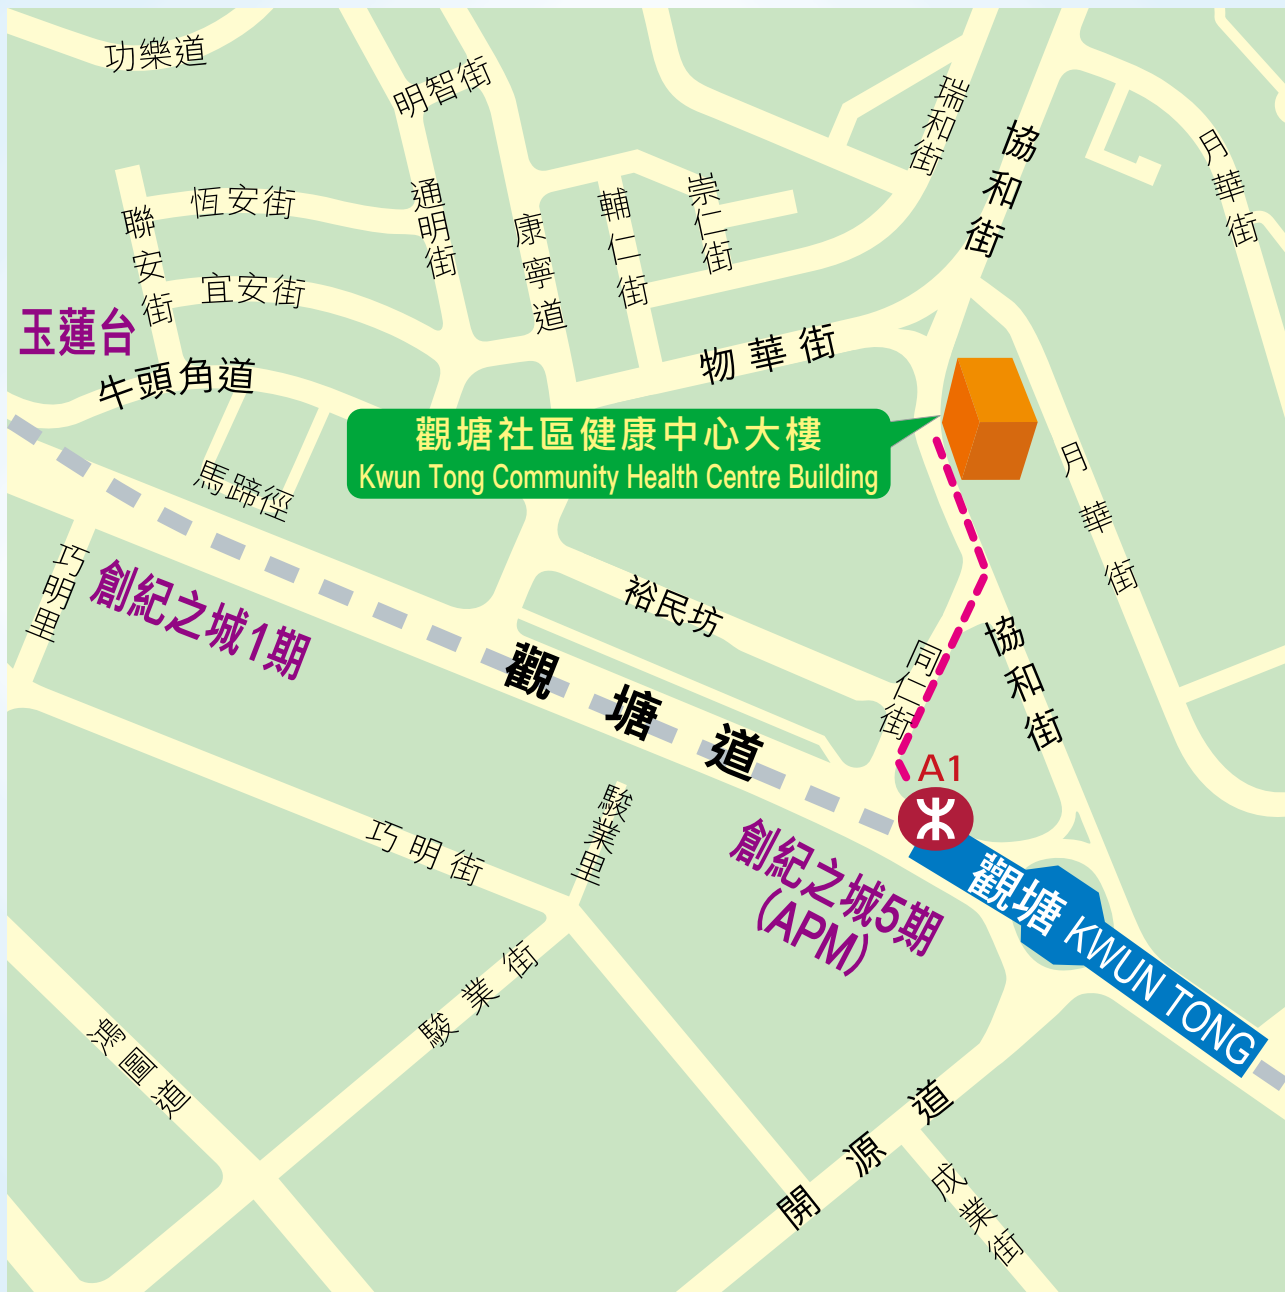 功樂道
明智街
瑞和街
協和街
月華街
恆安街
聯安街
通明街
康寧道
輔仁街
崇仁街
宜安街
玉蓮台
牛頭角道
物華街
觀塘社區健康中心大樓
Kwun Tong Community Health Centre Building
馬蹄徑
月華街
巧明里
創紀之城1期
裕民坊
同仁街
協和街
觀塘道
A1
駿業里
巧明街
創紀之城5期
(APM)
觀塘 KWUN TONG
駿業街
鴻圖道
開源道
成業街